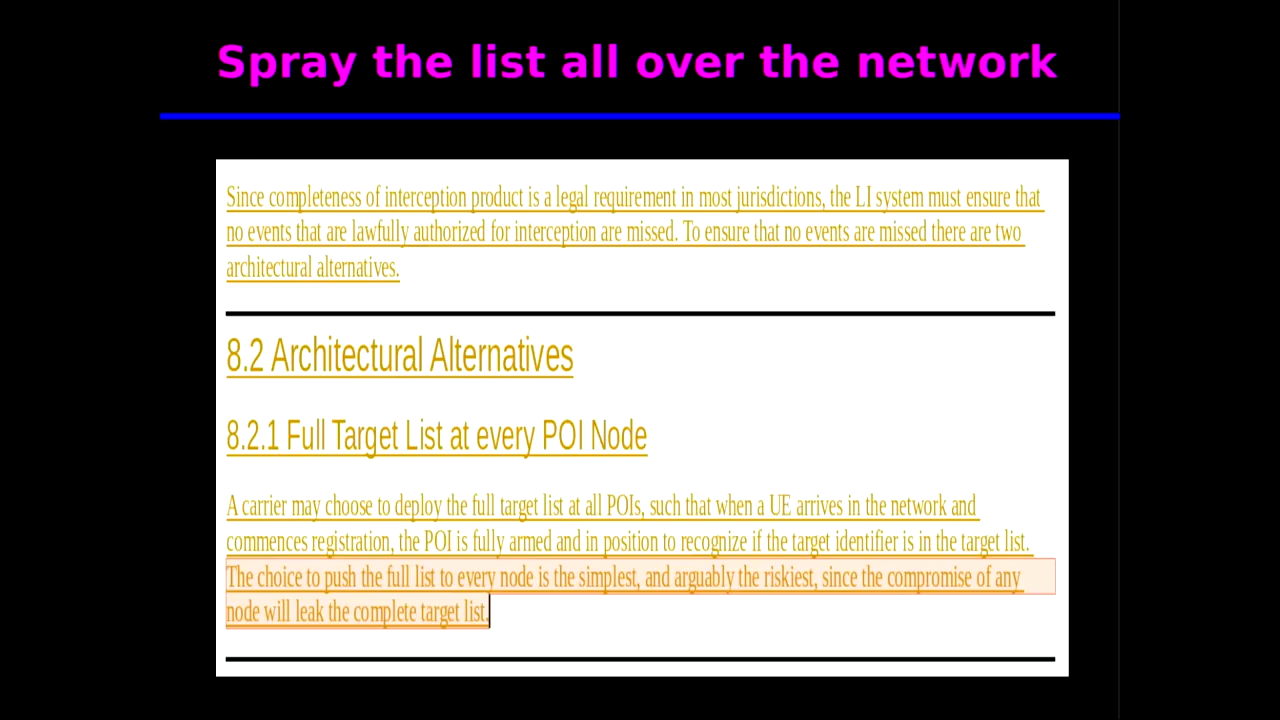 Spray the list all over the network
Since completeness of interception product is a legal requirement in most jurisdictions, the LI system must ensure that
no events that are lawfully authorized for interception are missed. To ensure that no events are missed there are two
architectural alternatives.
8.2 Architectural Alternatives
8.2.1 Full Target List at every POI Node
A carrier may choose to deploy the full target list at all POIs, such that when a UE arrives in the network and
commences registration, the POI is fully armed and in position to recognize if the target identifier is in the target list.
The choice to push the full list to every node is the simplest, and arguably the riskiest, since the compromise of any
node will leak the complete target list.